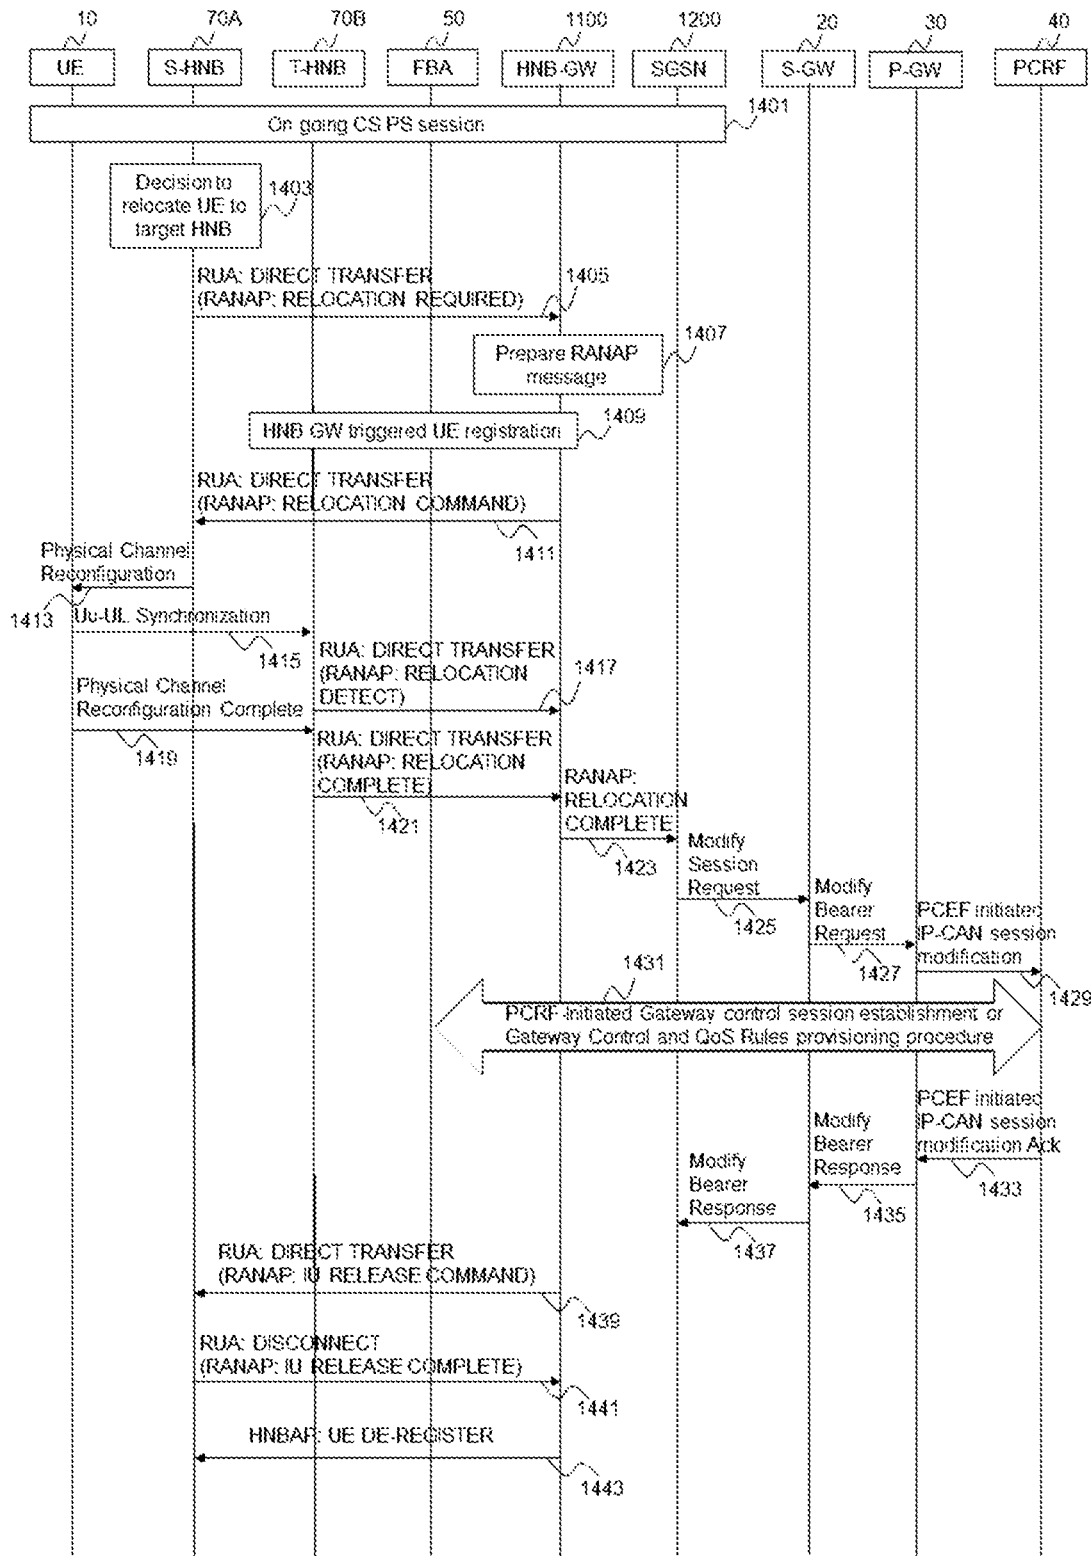 10 70A 70B 50 1100 1200 20 30 40
UE S-HNB T-HNB FBA HNB-GW SGSN S-GW P-GW PCRF
On going CS PS session
1401
Decision to
relocate UE to
target HNB
1403
RUA: DIRECT TRANSFER
(RANAP: RELOCATION REQUIRED)
1405
Prepare RANAP
message
1407
HNB GW triggered UE registration
1409
RUA: DIRECT TRANSFER
(RANAP: RELOCATION COMMAND)
1411
Physical Channel
Reconfiguration
1413
Uu-UL Synchronization
1415
RUA: DIRECT TRANSFER
(RANAP: RELOCATION
DETECT)
1417
Physical Channel
Reconfiguration Complete
1419
RUA: DIRECT TRANSFER
(RANAP: RELOCATION
COMPLETE)
1421
RANAP:
RELOCATION
COMPLETE
1423
Modify
Session
Request
1425
Modify
Bearer
Request
1427
PCEF initiated
IP-CAN session
modification
1429
1431
PCRF-Initiated Gateway control session establishment or
Gateway Control and QoS Rules provisioning procedure
PCEF initiated
IP-CAN session
modification Ack
1433
Modify
Bearer
Response
1435
Modify
Bearer
Response
1437
RUA: DIRECT TRANSFER
(RANAP: IU RELEASE COMMAND)
1439
RUA: DISCONNECT
(RANAP: IU RELEASE COMPLETE)
1441
HNBAP: UE DE-REGISTER
1443